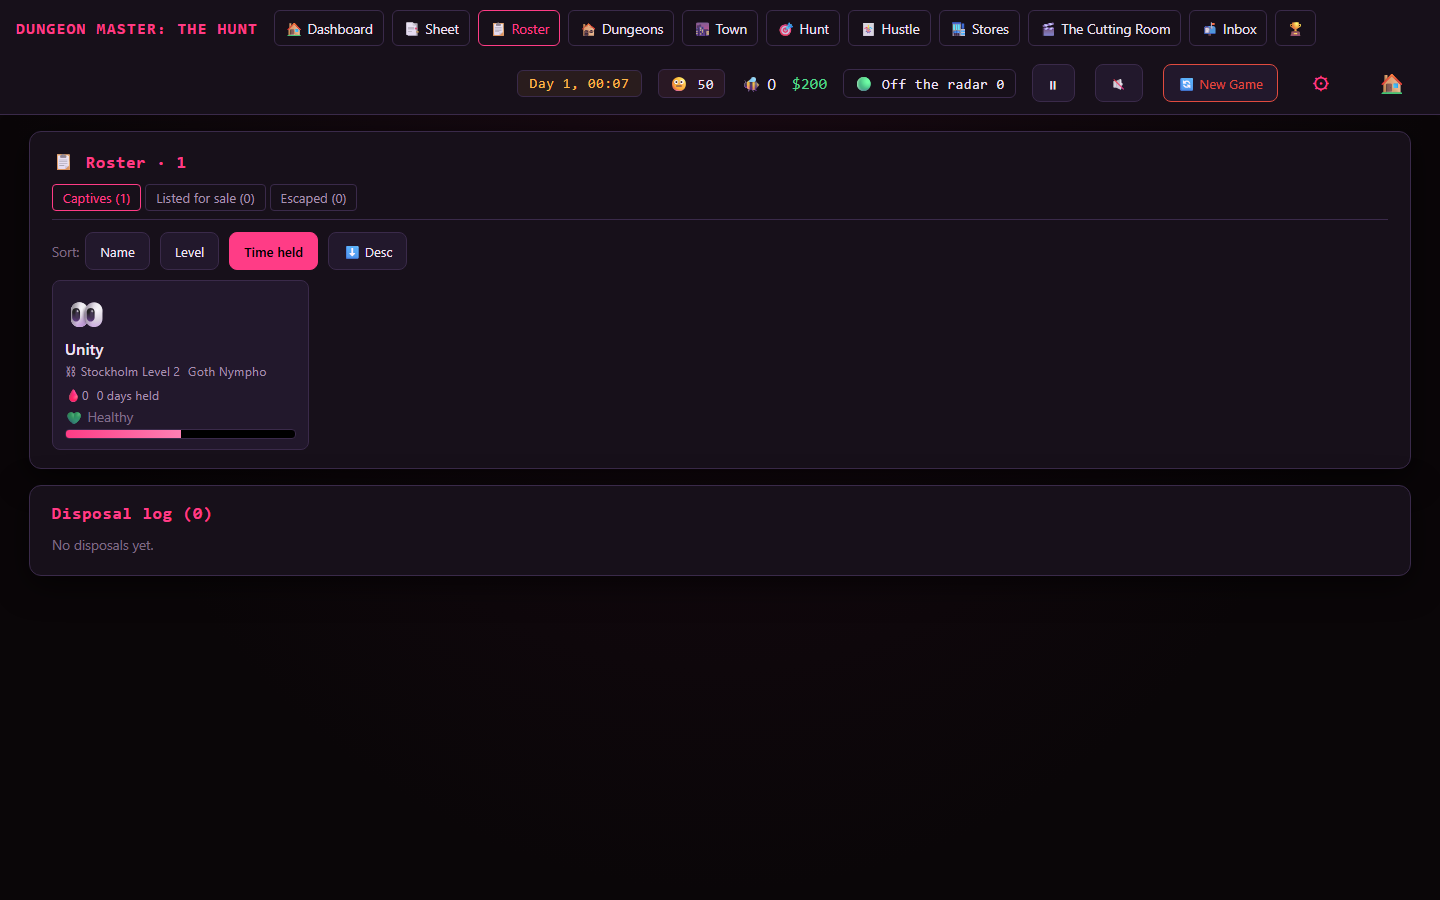 DUNGEON MASTER: THE HUNT
Dashboard
Sheet
Roster
Dungeons
Town
Hunt
Hustle
Stores
The Cutting Room
Inbox
Day 1, 00:07
50
0
$200
Off the radar 0
New Game
Roster · 1
Captives (1)
Listed for sale (0)
Escaped (0)
Sort:
Name
Level
Time held
Desc
Unity
Stockholm Level 2 Goth Nympho
0 0 days held
Healthy
Disposal log (0)
No disposals yet.